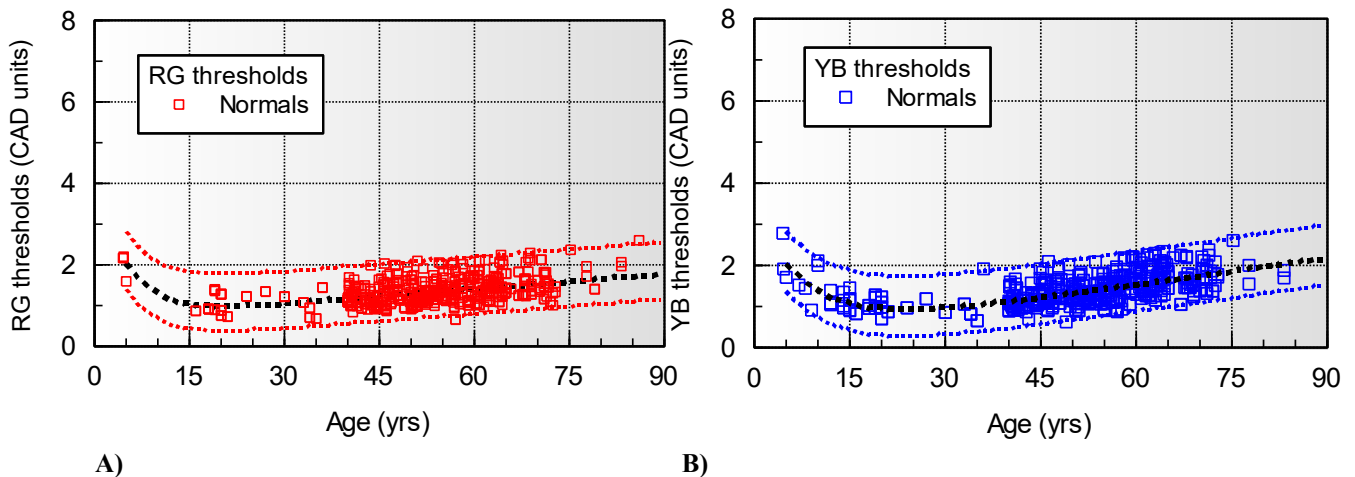 8
6
4
2
0
RG thresholds (CAD units)
RG thresholds
Normals
0 15 30 45 60 75 90
Age (yrs)
A)
8
6
4
2
0
YB thresholds (CAD units)
YB thresholds
Normals
0 15 30 45 60 75 90
Age (yrs)
B)